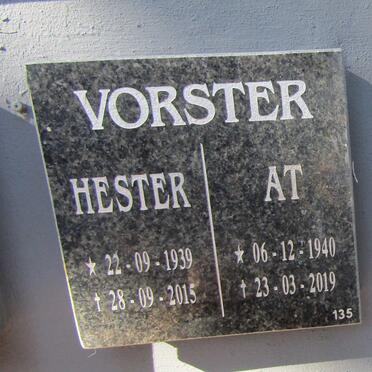 VORSTER
HESTER
★ 22 - 09 - 1939
† 28 - 09 - 2015
AT
★ 06 - 12 - 1940
† 23 - 03 - 2019
135